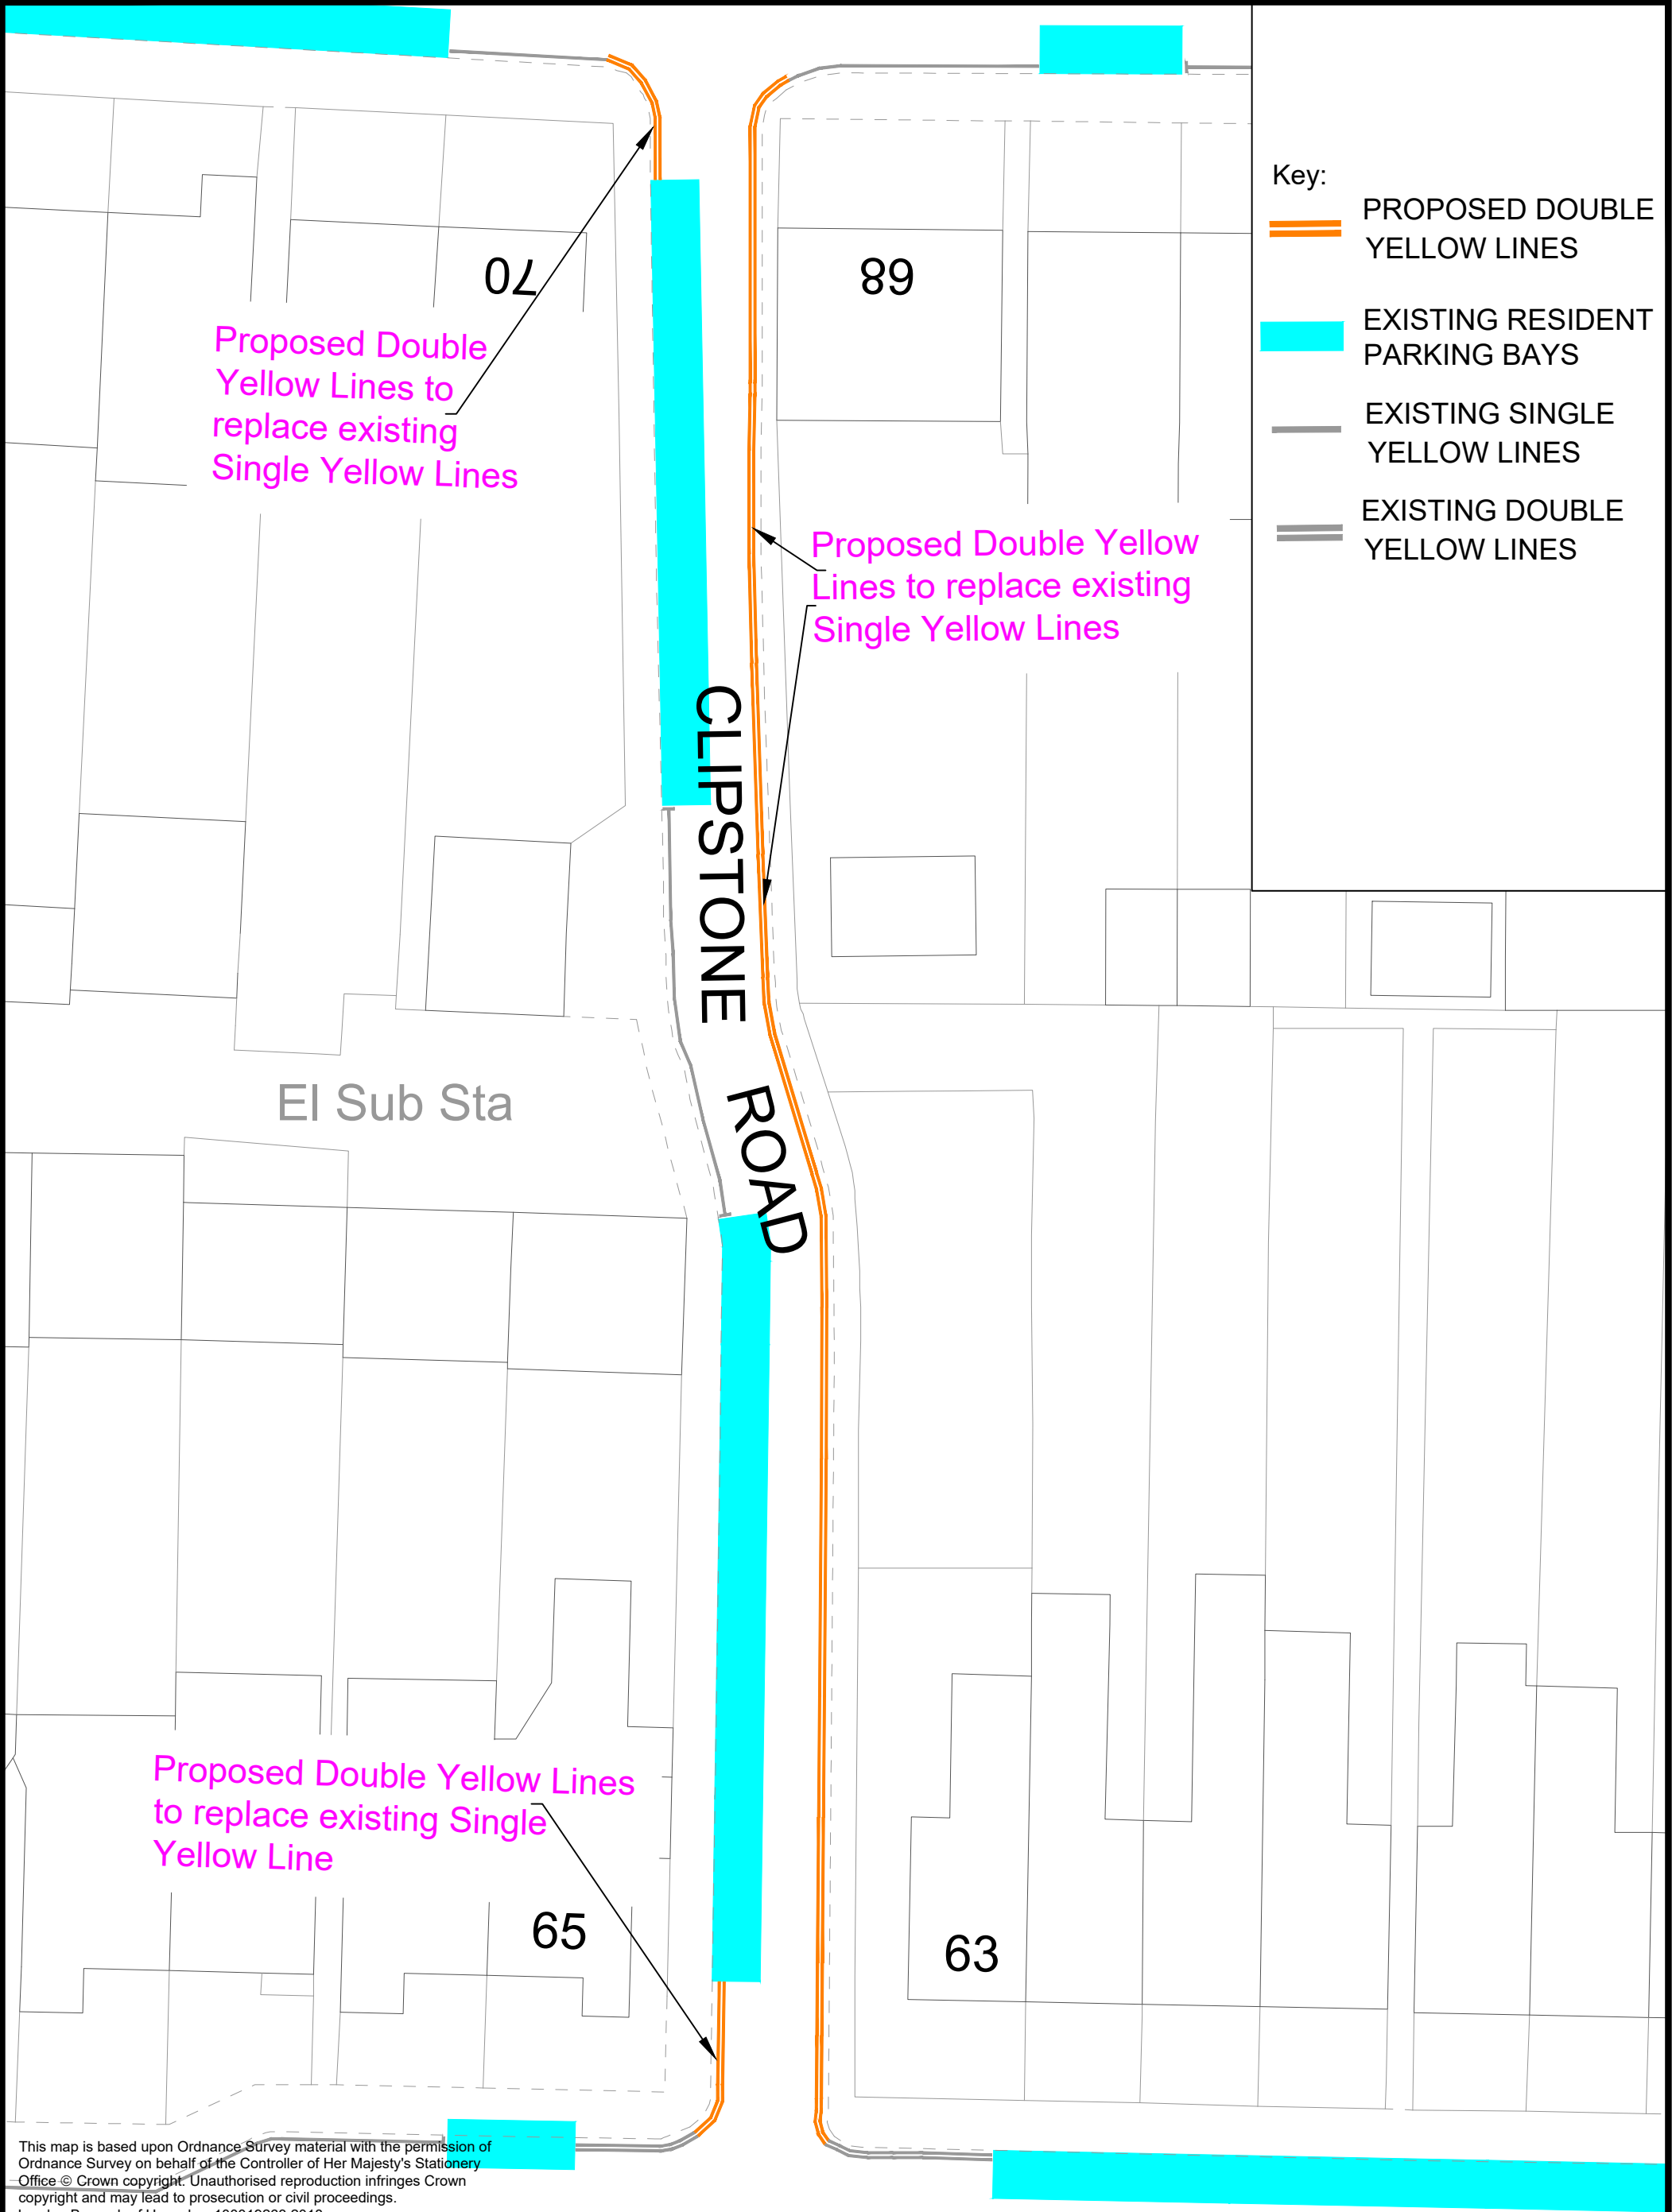 Key:
PROPOSED DOUBLE
YELLOW LINES
EXISTING RESIDENT
PARKING BAYS
EXISTING SINGLE
YELLOW LINES
EXISTING DOUBLE
YELLOW LINES
70
89
Proposed Double
Yellow Lines to
replace existing
Single Yellow Lines
Proposed Double Yellow
Lines to replace existing
Single Yellow Lines
CLIPSTONE
ROAD
El Sub Sta
Proposed Double Yellow Lines
to replace existing Single
Yellow Line
65
63
This map is based upon Ordnance Survey material with the permission of
Ordnance Survey on behalf of the Controller of Her Majesty's Stationery
Office © Crown copyright. Unauthorised reproduction infringes Crown
copyright and may lead to prosecution or civil proceedings.